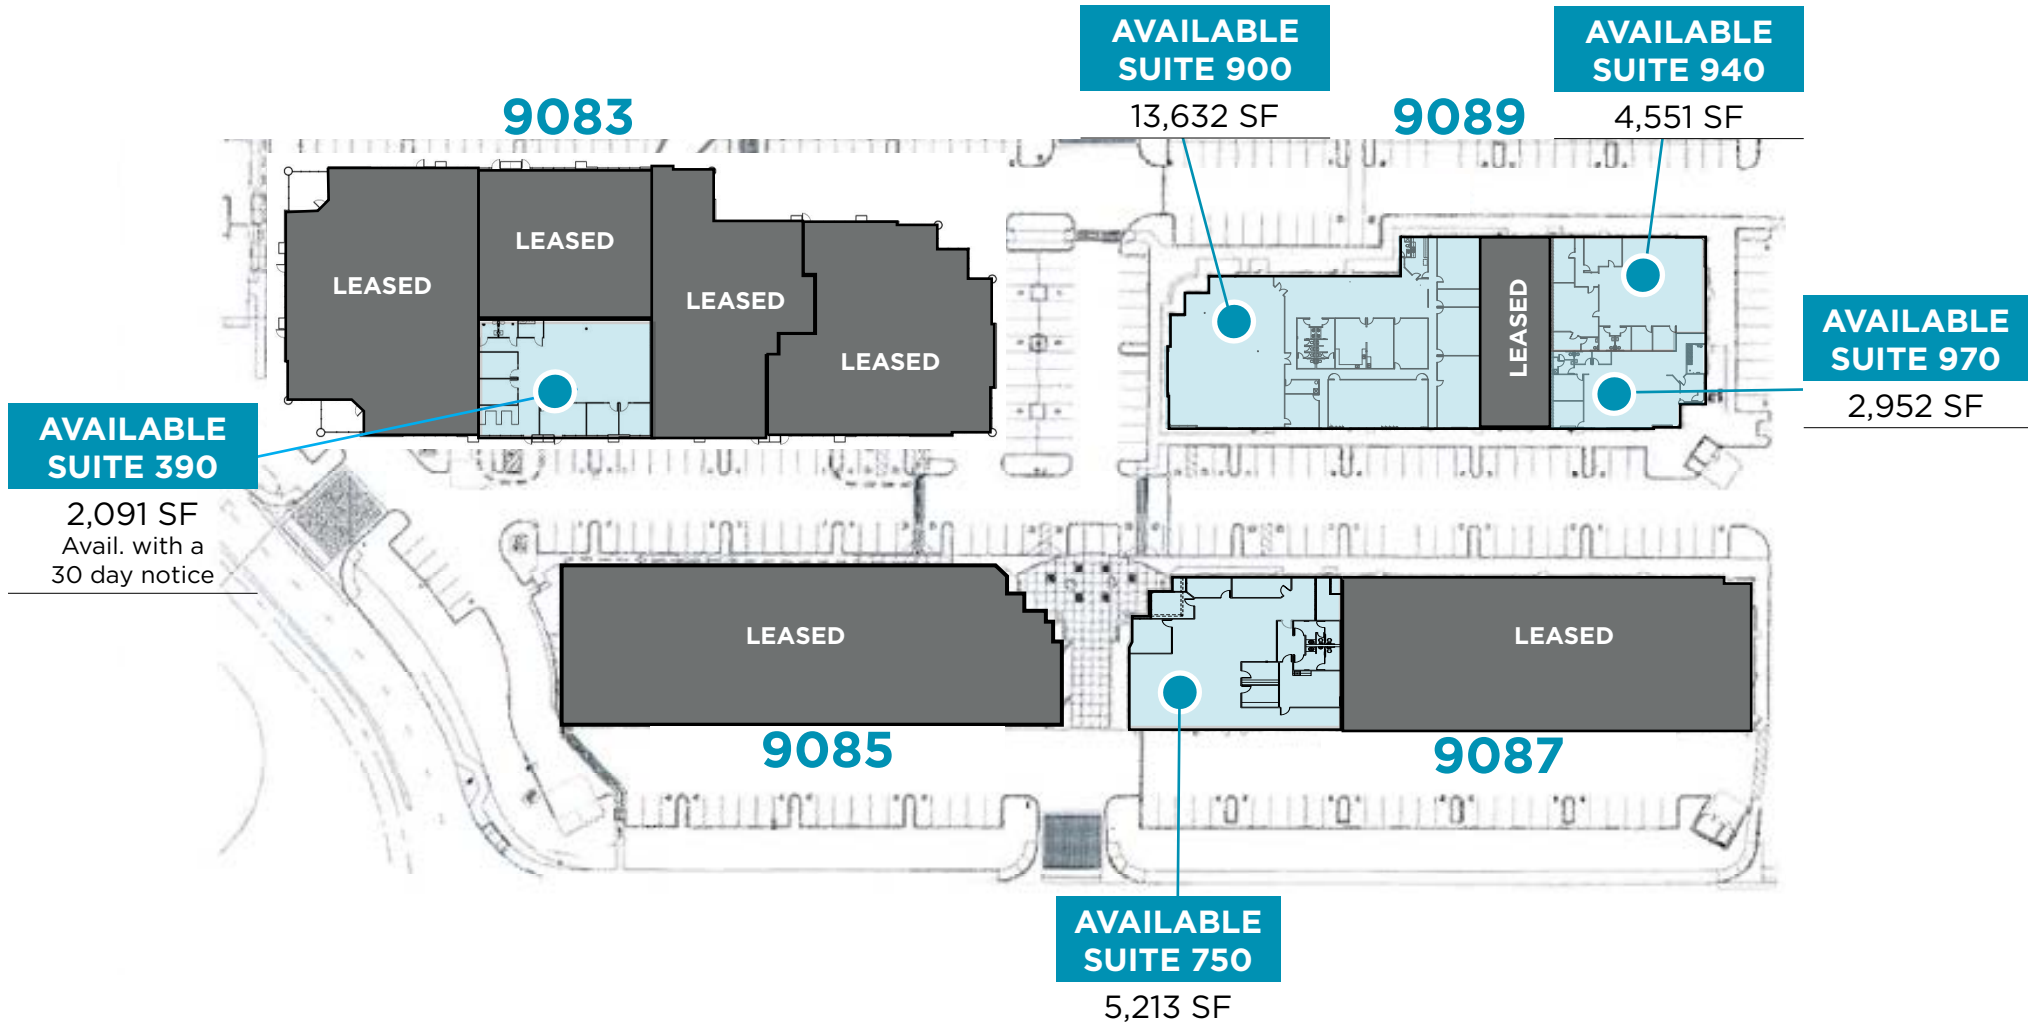 AVAILABLE
SUITE 900
13,632 SF
AVAILABLE
SUITE 940
4,551 SF
9083
9089
LEASED
LEASED
LEASED
LEASED
LEASED
AVAILABLE
SUITE 970
2,952 SF
AVAILABLE
SUITE 390
2,091 SF
Avail. with a
30 day notice
LEASED
LEASED
9085
9087
AVAILABLE
SUITE 750
5,213 SF